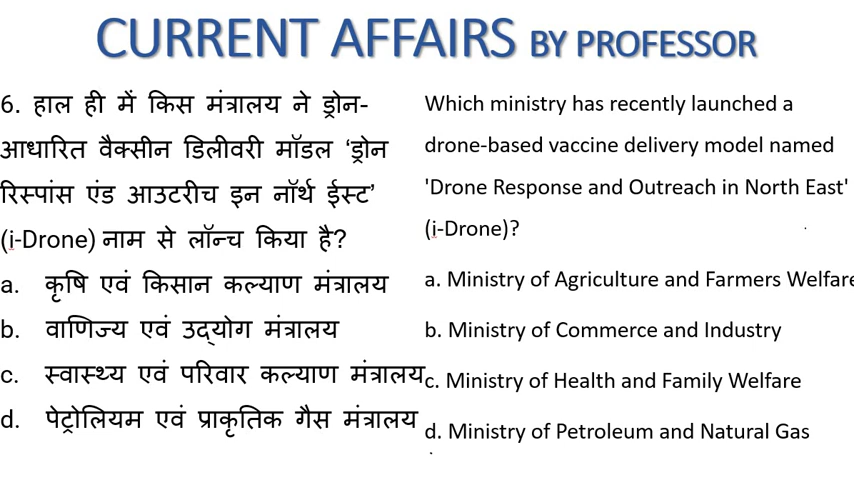 CURRENT AFFAIRS BY PROFESSOR
6. हाल ही में किस मंत्रालय ने ड्रोन-
आधारित वैक्सीन डिलीवरी मॉडल ‘ड्रोन
रिस्पांस एंड आउटरीच इन नॉर्थ ईस्ट’
(i-Drone) नाम से लॉन्च किया है?
a. कृषि एवं किसान कल्याण मंत्रालय
b. वाणिज्य एवं उद्‌योग मंत्रालय
c. स्वास्थ्य एवं परिवार कल्याण मंत्रालय
d. पेट्रोलियम एवं प्राकृतिक गैस मंत्रालय
Which ministry has recently launched a
drone-based vaccine delivery model named
'Drone Response and Outreach in North East'
(i-Drone)?
a. Ministry of Agriculture and Farmers Welfare
b. Ministry of Commerce and Industry
c. Ministry of Health and Family Welfare
d. Ministry of Petroleum and Natural Gas